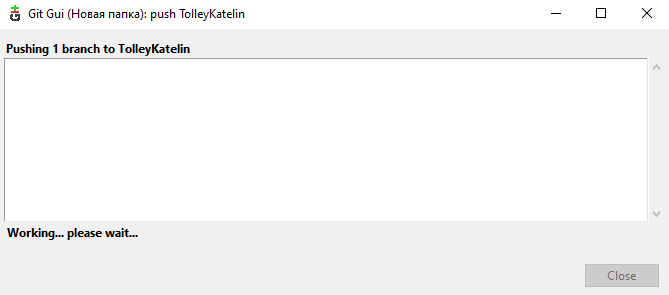 Git Gui (Новая папка): push TolleyKatelin
Pushing 1 branch to TolleyKatelin
Working... please wait...
Close